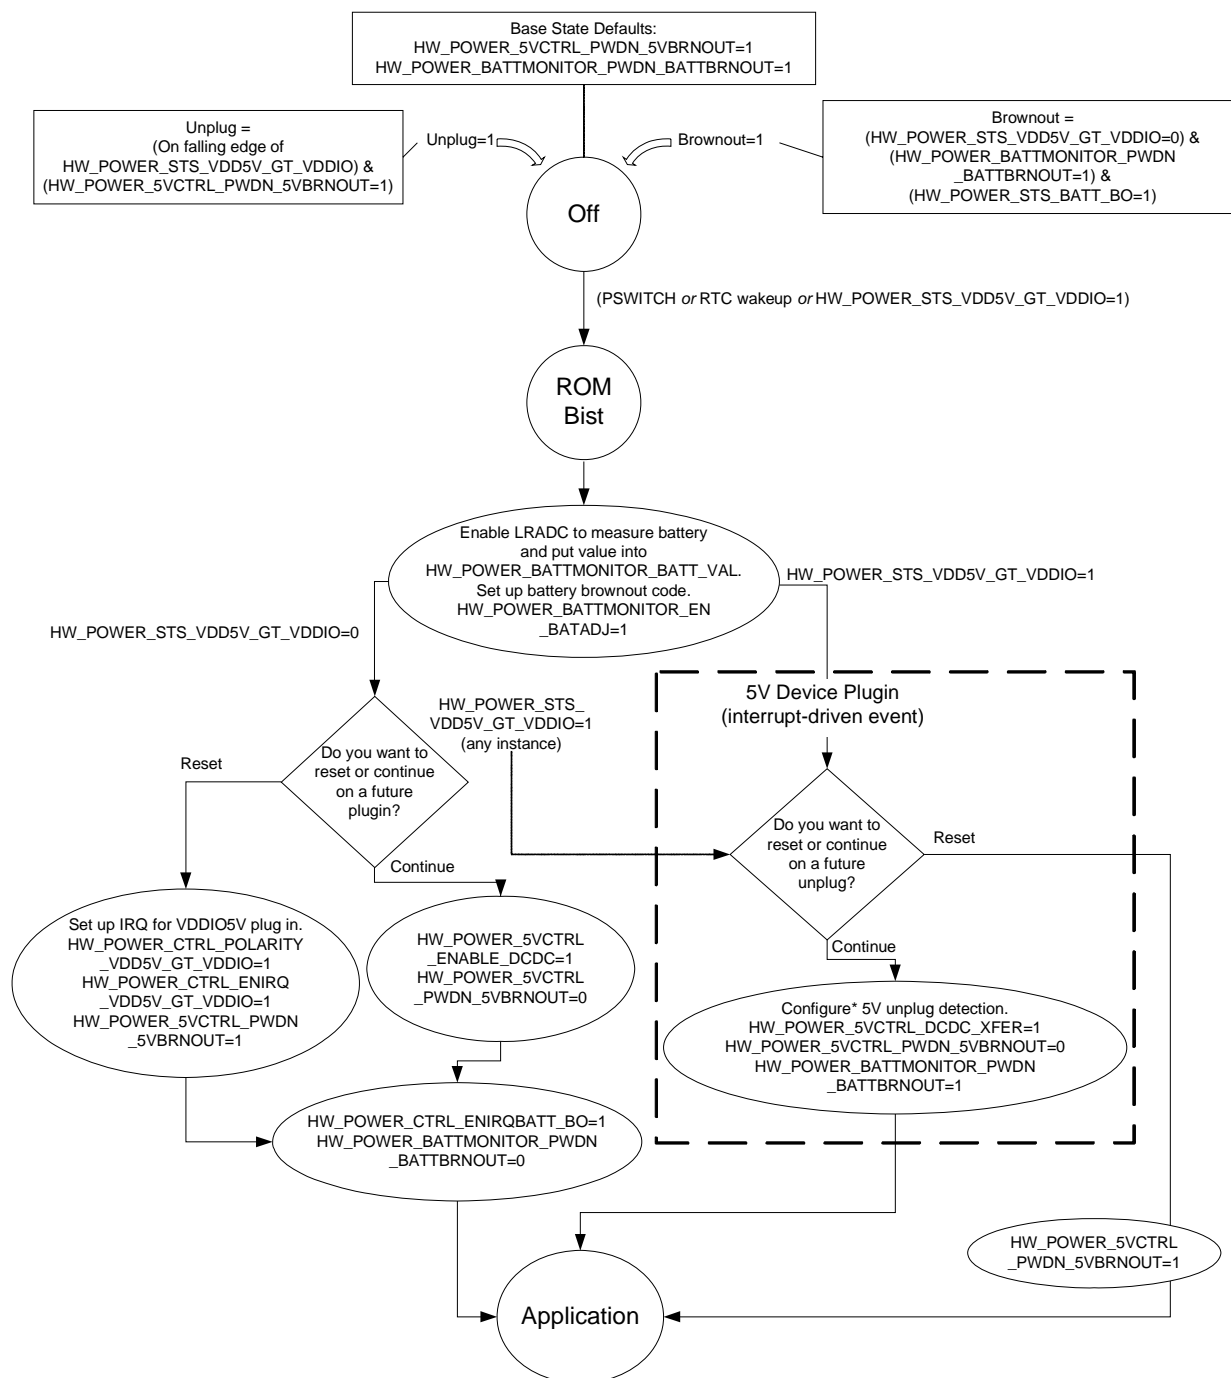 Base State Defaults:
HW_POWER_5VCTRL_PWDN_5VBRNOUT=1
HW_POWER_BATTMONITOR_PWDN_BATTBRNOUT=1
Unplug =
(On falling edge of
HW_POWER_STS_VDD5V_GT_VDDIO) &
(HW_POWER_5VCTRL_PWDN_5VBRNOUT=1)
Unplug=1
Brownout=1
Brownout =
(HW_POWER_STS_VDD5V_GT_VDDIO=0) &
(HW_POWER_BATTMONITOR_PWDN
_BATTBRNOUT=1) &
(HW_POWER_STS_BATT_BO=1)
Off
(PSWITCH or RTC wakeup or HW_POWER_STS_VDD5V_GT_VDDIO=1)
ROM
Bist
Enable LRADC to measure battery
and put value into
HW_POWER_BATTMONITOR_BATT_VAL.
Set up battery brownout code.
HW_POWER_BATTMONITOR_EN
_BATADJ=1
HW_POWER_STS_VDD5V_GT_VDDIO=1
HW_POWER_STS_VDD5V_GT_VDDIO=0
HW_POWER_STS_
VDD5V_GT_VDDIO=1
(any instance)
5V Device Plugin
(interrupt-driven event)
Do you want to
reset or continue
on a future
plugin?
Reset
Continue
Do you want to
reset or continue
on a future
unplug?
Reset
Continue
Set up IRQ for VDDIO5V plug in.
HW_POWER_CTRL_POLARITY
_VDD5V_GT_VDDIO=1
HW_POWER_CTRL_ENIRQ
_VDD5V_GT_VDDIO=1
HW_POWER_5VCTRL_PWDN
_5VBRNOUT=1
HW_POWER_5VCTRL
_ENABLE_DCDC=1
HW_POWER_5VCTRL
_PWDN_5VBRNOUT=0
Configure* 5V unplug detection.
HW_POWER_5VCTRL_DCDC_XFER=1
HW_POWER_5VCTRL_PWDN_5VBRNOUT=0
HW_POWER_BATTMONITOR_PWDN
_BATTBRNOUT=1
HW_POWER_CTRL_ENIRQBATT_BO=1
HW_POWER_BATTMONITOR_PWDN
_BATTBRNOUT=0
HW_POWER_5VCTRL
_PWDN_5VBRNOUT=1
Application